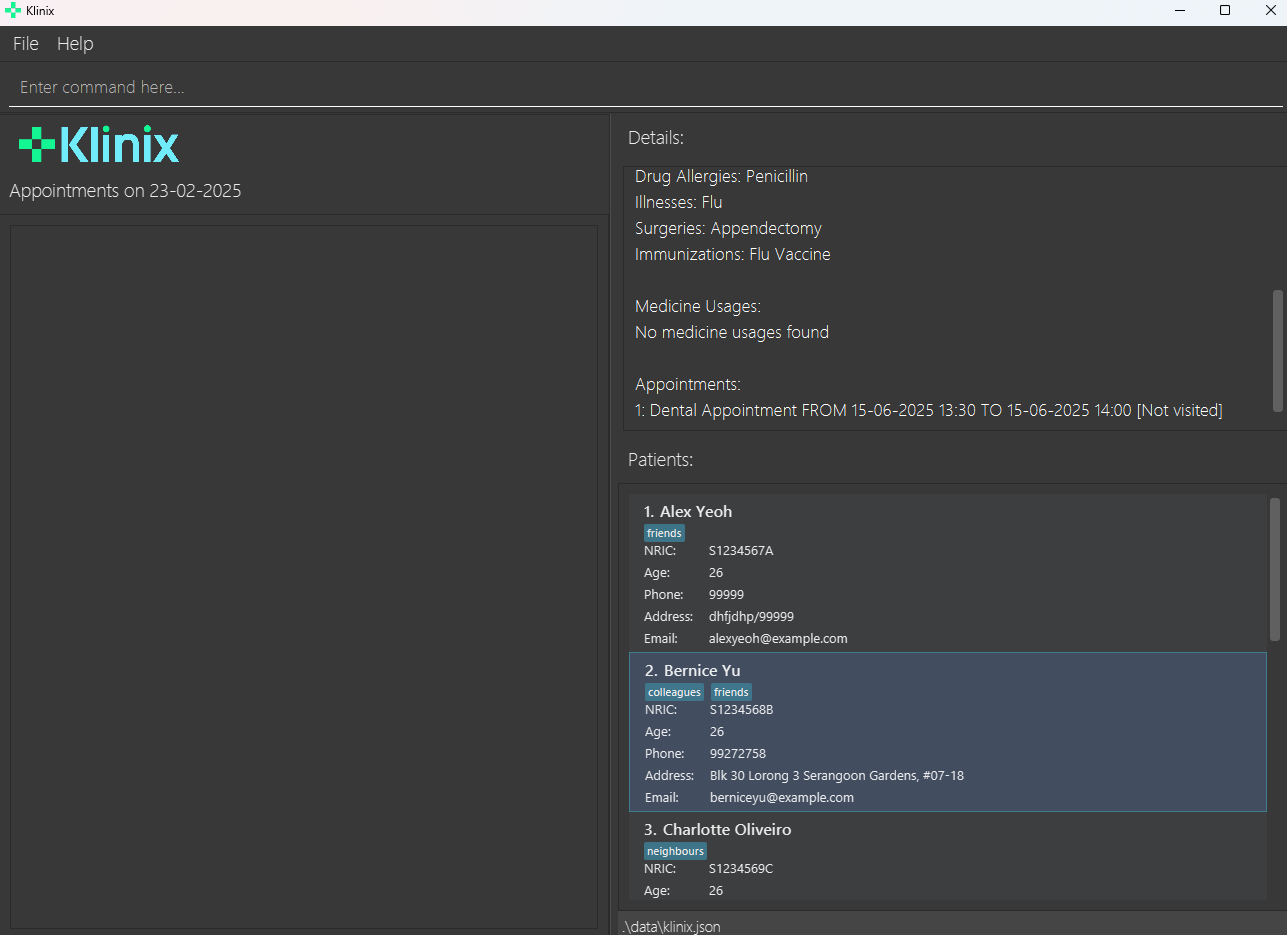 Klinix
File Help
Enter command here...
Klinix
Appointments on 23-02-2025
Details:
Drug Allergies: Penicillin
Illnesses: Flu
Surgeries: Appendectomy
Immunizations: Flu Vaccine
Medicine Usages:
No medicine usages found
Appointments:
1: Dental Appointment FROM 15-06-2025 13:30 TO 15-06-2025 14:00 [Not visited]
Patients:
1. Alex Yeoh
friends
NRIC: S1234567A
Age: 26
Phone: 99999
Address: dhfjdhp/99999
Email: alexyeoh@example.com
2. Bernice Yu
colleagues friends
NRIC: S1234568B
Age: 26
Phone: 99272758
Address: Blk 30 Lorong 3 Serangoon Gardens, #07-18
Email: berniceyu@example.com
3. Charlotte Oliveiro
neighbours
NRIC: S1234569C
Age: 26
.\data\klinix.json